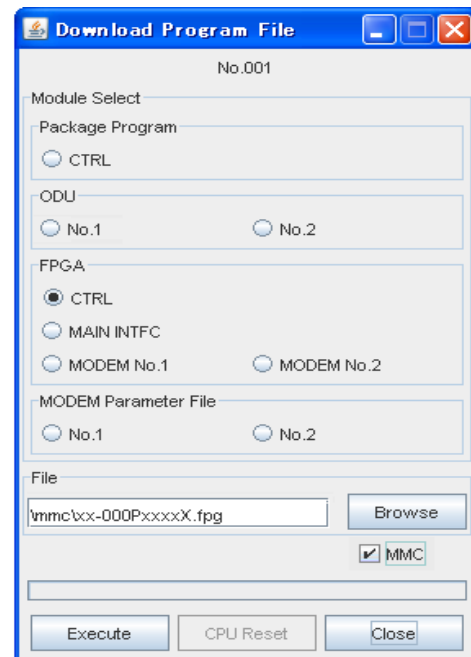 Download Program File
No.001
Module Select
Package Program
CTRL
ODU
No.1 No.2
FPGA
CTRL
MAIN INTFC
MODEM No.1 MODEM No.2
MODEM Parameter File
No.1 No.2
File
\mmc\xx-000PxxxxX.fpg Browse
MMC
Execute CPU Reset Close